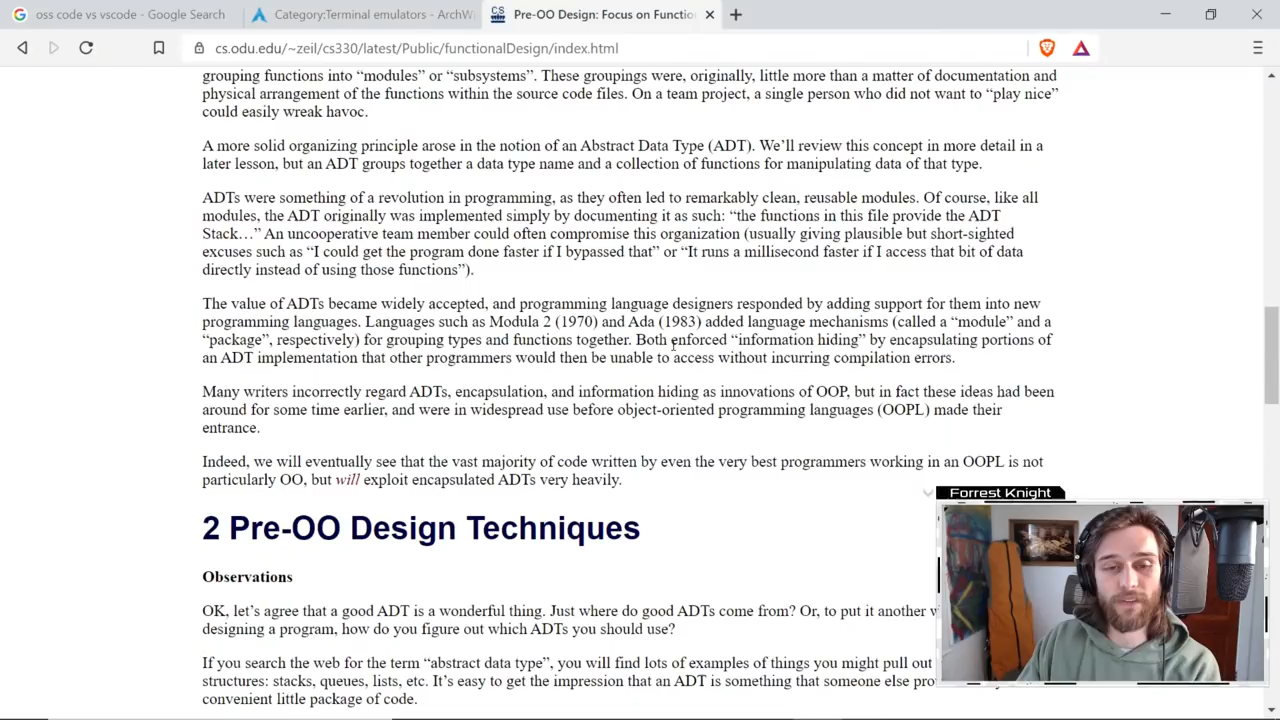 oss code vs vscode - Google Search
Category:Terminal emulators - ArchW
Pre-OO Design: Focus on Functio
cs.odu.edu/~zeil/cs330/latest/Public/functionalDesign/index.html
grouping functions into “modules” or “subsystems”. These groupings were, originally, little more than a matter of documentation and
physical arrangement of the functions within the source code files. On a team project, a single person who did not want to “play nice”
could easily wreak havoc.
A more solid organizing principle arose in the notion of an Abstract Data Type (ADT). We’ll review this concept in more detail in a
later lesson, but an ADT groups together a data type name and a collection of functions for manipulating data of that type.
ADTs were something of a revolution in programming, as they often led to remarkably clean, reusable modules. Of course, like all
modules, the ADT originally was implemented simply by documenting it as such: “the functions in this file provide the ADT
Stack…” An uncooperative team member could often compromise this organization (usually giving plausible but short-sighted
excuses such as “I could get the program done faster if I bypassed that” or “It runs a millisecond faster if I access that bit of data
directly instead of using those functions”).
The value of ADTs became widely accepted, and programming language designers responded by adding support for them into new
programming languages. Languages such as Modula 2 (1970) and Ada (1983) added language mechanisms (called a “module” and a
“package”, respectively) for grouping types and functions together. Both enforced “information hiding” by encapsulating portions of
an ADT implementation that other programmers would then be unable to access without incurring compilation errors.
Many writers incorrectly regard ADTs, encapsulation, and information hiding as innovations of OOP, but in fact these ideas had been
around for some time earlier, and were in widespread use before object-oriented programming languages (OOPL) made their
entrance.
Indeed, we will eventually see that the vast majority of code written by even the very best programmers working in an OOPL is not
particularly OO, but will exploit encapsulated ADTs very heavily.
Forrest Knight
2 Pre-OO Design Techniques
Observations
OK, let’s agree that a good ADT is a wonderful thing. Just where do good ADTs come from? Or, to put it another
designing a program, how do you figure out which ADTs you should use?
If you search the web for the term “abstract data type”, you will find lots of examples of things you might pull out
structures: stacks, queues, lists, etc. It’s easy to get the impression that an ADT is something that someone else
convenient little package of code.